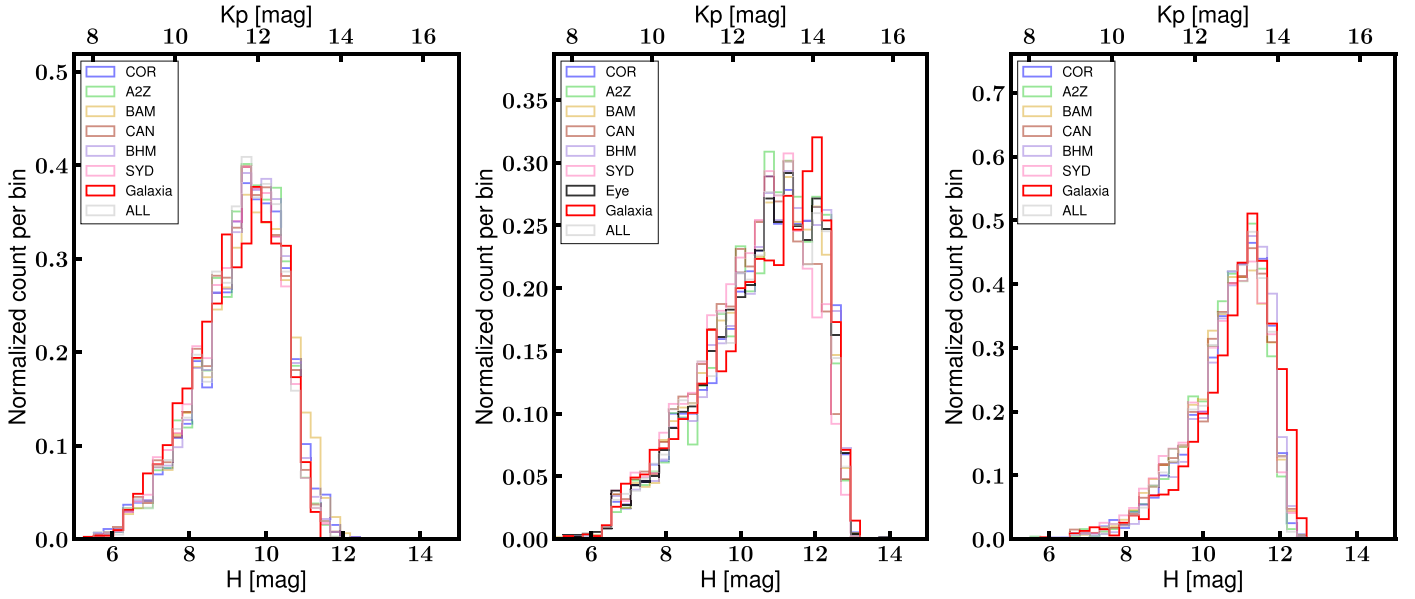 Kp [mag]
8 10 12 14 16
0.5
0.4
0.3
0.2
0.1
0.0
Normalized count per bin
COR
A2Z
BAM
CAN
BHM
SYD
Galaxia
ALL
6 8 10 12 14
H [mag]
Kp [mag]
8 10 12 14 16
0.35
0.30
0.25
0.20
0.15
0.10
0.05
0.00
Normalized count per bin
COR
A2Z
BAM
CAN
BHM
SYD
Eye
Galaxia
ALL
6 8 10 12 14
H [mag]
Kp [mag]
8 10 12 14 16
0.7
0.6
0.5
0.4
0.3
0.2
0.1
0.0
Normalized count per bin
COR
A2Z
BAM
CAN
BHM
SYD
Galaxia
ALL
6 8 10 12 14
H [mag]